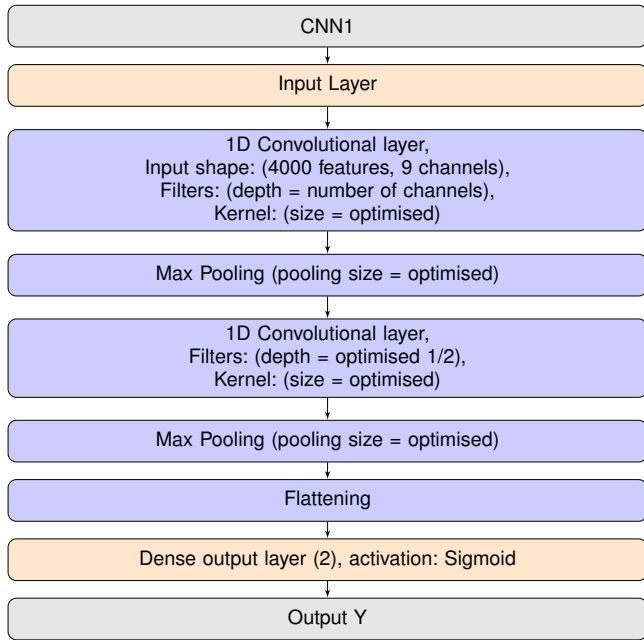 CNN1
Input Layer
1D Convolutional layer,
Input shape: (4000 features, 9 channels),
Filters: (depth = number of channels),
Kernel: (size = optimised)
Max Pooling (pooling size = optimised)
1D Convolutional layer,
Filters: (depth = optimised 1/2),
Kernel: (size = optimised)
Max Pooling (pooling size = optimised)
Flattening
Dense output layer (2), activation: Sigmoid
Output Y